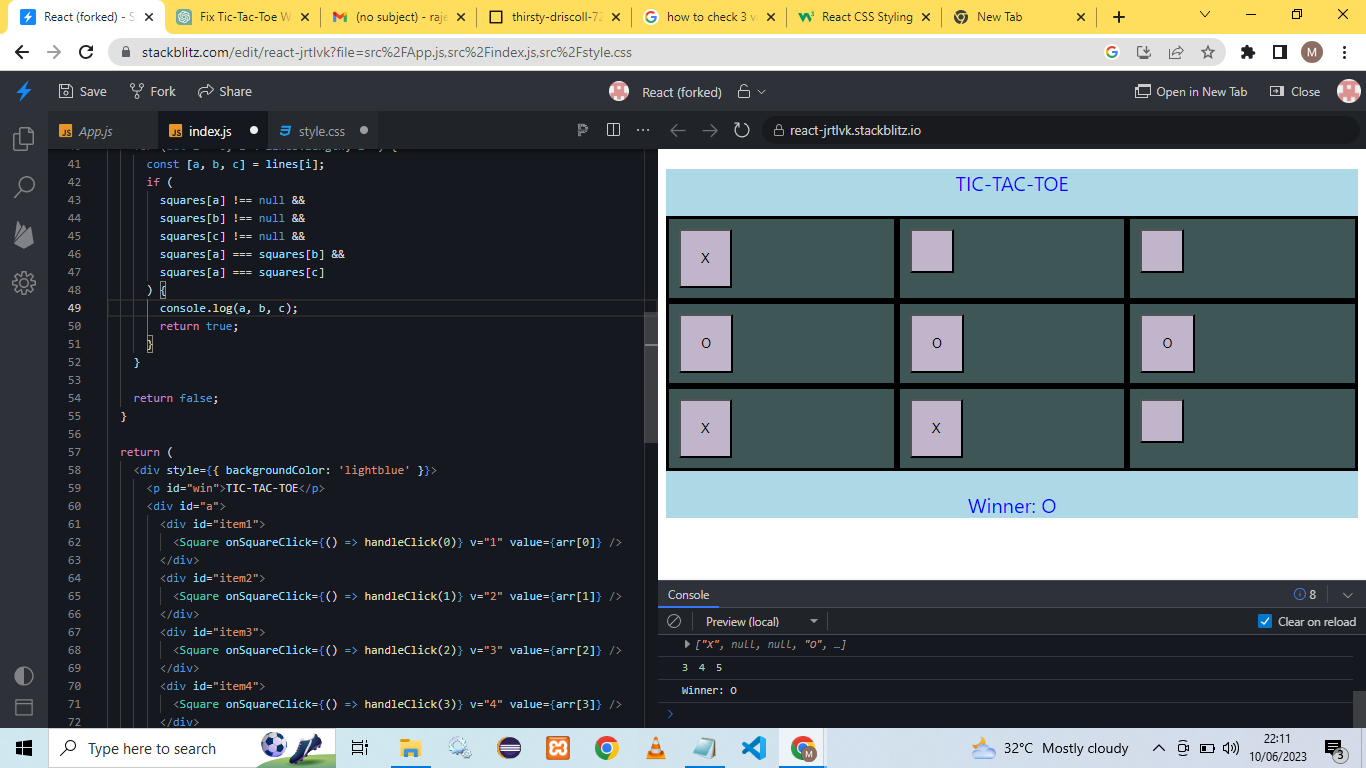 React (forked) - S
Fix Tic-Tac-Toe W
(no subject) - raje
thirsty-driscoll-72
how to check 3 v
React CSS Styling
New Tab
stackblitz.com/edit/react-jrtlvk?file=src%2FApp.js,src%2Findex.js,src%2Fstyle.css
M
Save
Fork
Share
React (forked)
Open in New Tab
Close
JS App.js
JS index.js
style.css
react-jrtlvk.stackblitz.io
41 const [a, b, c] = lines[i];
42 if (
43 squares[a] !== null &&
44 squares[b] !== null &&
45 squares[c] !== null &&
46 squares[a] === squares[b] &&
47 squares[a] === squares[c]
48 ) {
49 console.log(a, b, c);
50 return true;
51 }
52 }
53
54 return false;
55 }
56
57 return (
58 <div style={{ backgroundColor: 'lightblue' }}>
59 <p id="win">TIC-TAC-TOE</p>
60 <div id="a">
61 <div id="item1">
62 <Square onSquareClick={() => handleClick(0)} v="1" value={arr[0]} />
63 </div>
64 <div id="item2">
65 <Square onSquareClick={() => handleClick(1)} v="2" value={arr[1]} />
66 </div>
67 <div id="item3">
68 <Square onSquareClick={() => handleClick(2)} v="3" value={arr[2]} />
69 </div>
70 <div id="item4">
71 <Square onSquareClick={() => handleClick(3)} v="4" value={arr[3]} />
72 </div>
TIC-TAC-TOE
X
O O O
X X
Winner: O
Console
8
Preview (local)
Clear on reload
["X", null, null, "O", …]
3 4 5
Winner: O
Type here to search
M
32°C Mostly cloudy
22:11
10/06/2023
3